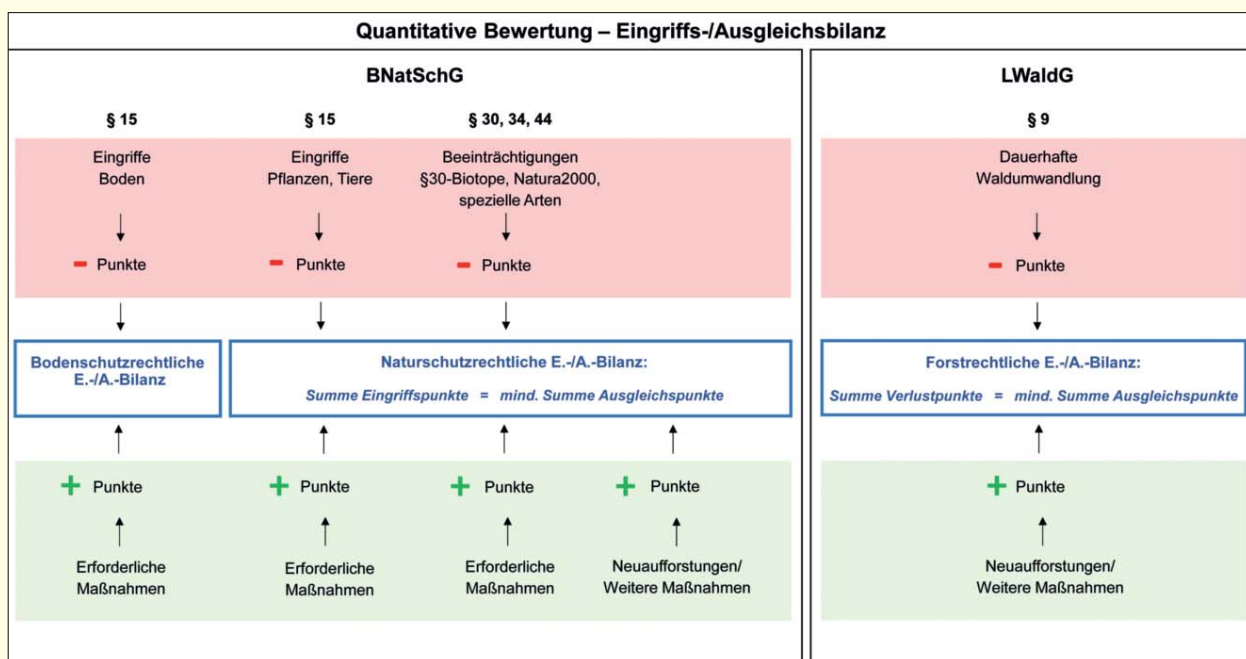 Quantitative Bewertung – Eingriffs-/Ausgleichsbilanz
BNatSchG
§ 15
Eingriffe
Boden
− Punkte
Bodenschutzrechtliche
E.-/A.-Bilanz
+ Punkte
Erforderliche
Maßnahmen
§ 15
Eingriffe
Pflanzen, Tiere
− Punkte
§ 30, 34, 44
Beeinträchtigungen
§30-Biotope, Natura2000,
spezielle Arten
− Punkte
Naturschutzrechtliche E.-/A.-Bilanz:
Summe Eingriffspunkte = mind. Summe Ausgleichspunkte
+ Punkte
Erforderliche
Maßnahmen
+ Punkte
Erforderliche
Maßnahmen
+ Punkte
Neuaufforstungen/
Weitere Maßnahmen
LWaldG
§ 9
Dauerhafte
Waldumwandlung
− Punkte
Forstrechtliche E.-/A.-Bilanz:
Summe Verlustpunkte = mind. Summe Ausgleichspunkte
+ Punkte
Neuaufforstungen/
Weitere Maßnahmen